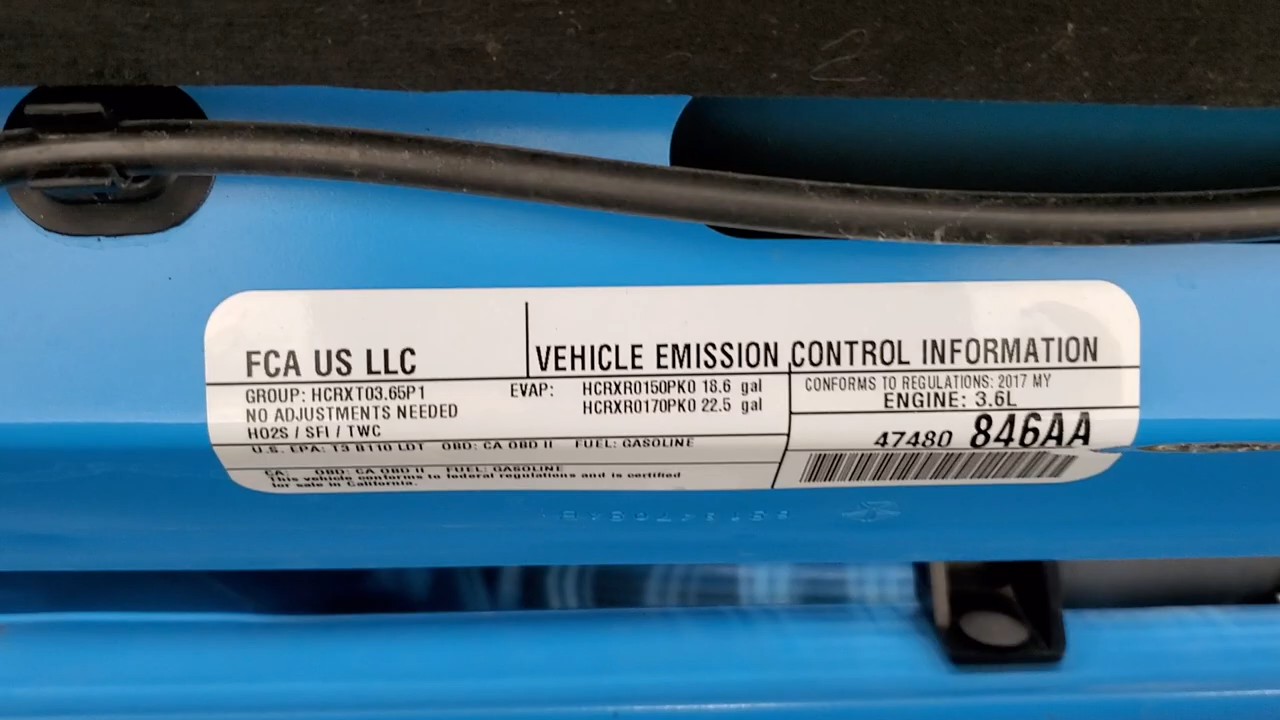 FCA US LLC
VEHICLE EMISSION CONTROL INFORMATION
GROUP: HCRXT03.65P1
NO ADJUSTMENTS NEEDED
HO2S / SFI / TWC
EVAP: HCRXR0150PK0 18.6 gal
HCRXR0170PK0 22.5 gal
CONFORMS TO REGULATIONS: 2017 MY
ENGINE: 3.6L
U.S. EPA: T3 B110 LDT OBD: CA OBD II FUEL: GASOLINE
CA: OBD: CA OBD II FUEL: GASOLINE
This vehicle conforms to federal regulations and is certified
for sale in California.
47480 846AA